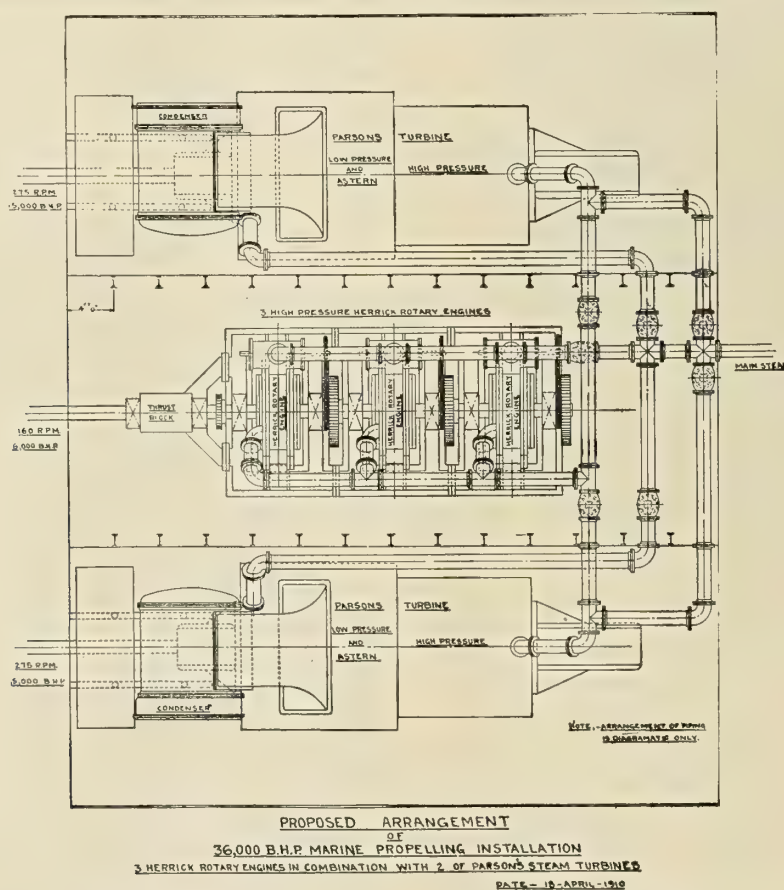 CONDENSER
PARSONS TURBINE
LOW PRESSURE
AND
ASTERN
HIGH PRESSURE
275 R.P.M.
15,000 B.H.P.
4'-0"
3 HIGH PRESSURE HERRICK ROTARY ENGINES
MAIN STEAM
THRUST
BLOCK
HERRICK ROTARY
ENGINE
HERRICK ROTARY
ENGINE
HERRICK ROTARY
ENGINE
160 R.P.M.
6,000 B.H.P.
PARSONS TURBINE
LOW PRESSURE
AND
ASTERN
HIGH PRESSURE
275 R.P.M.
15,000 B.H.P.
CONDENSER
NOTE,-ARRANGEMENT OF PIPING
IS DIAGRAMATIC ONLY.
PROPOSED ARRANGEMENT
OF
36,000 B.H.P. MARINE PROPELLING INSTALLATION
3 HERRICK ROTARY ENGINES IN COMBINATION WITH 2 OF PARSON'S STEAM TURBINES
DATE - 18-APRIL-1910